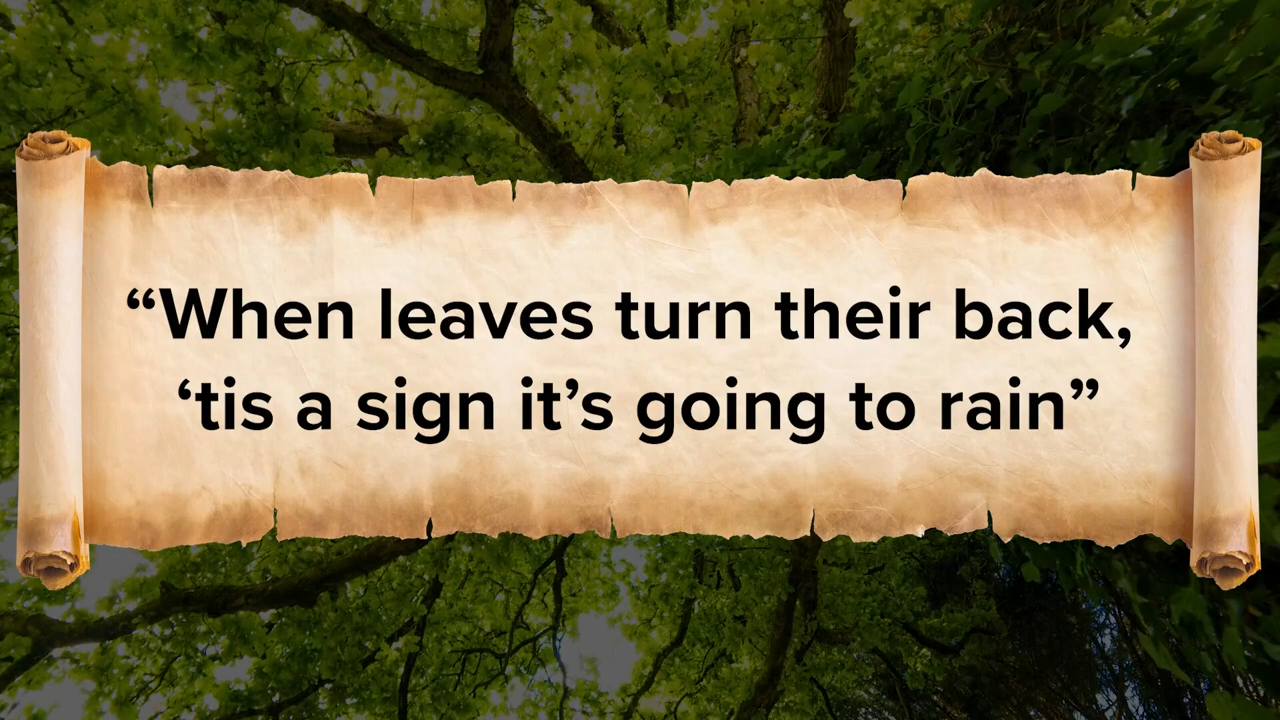 “When leaves turn their back,
‘tis a sign it’s going to rain”